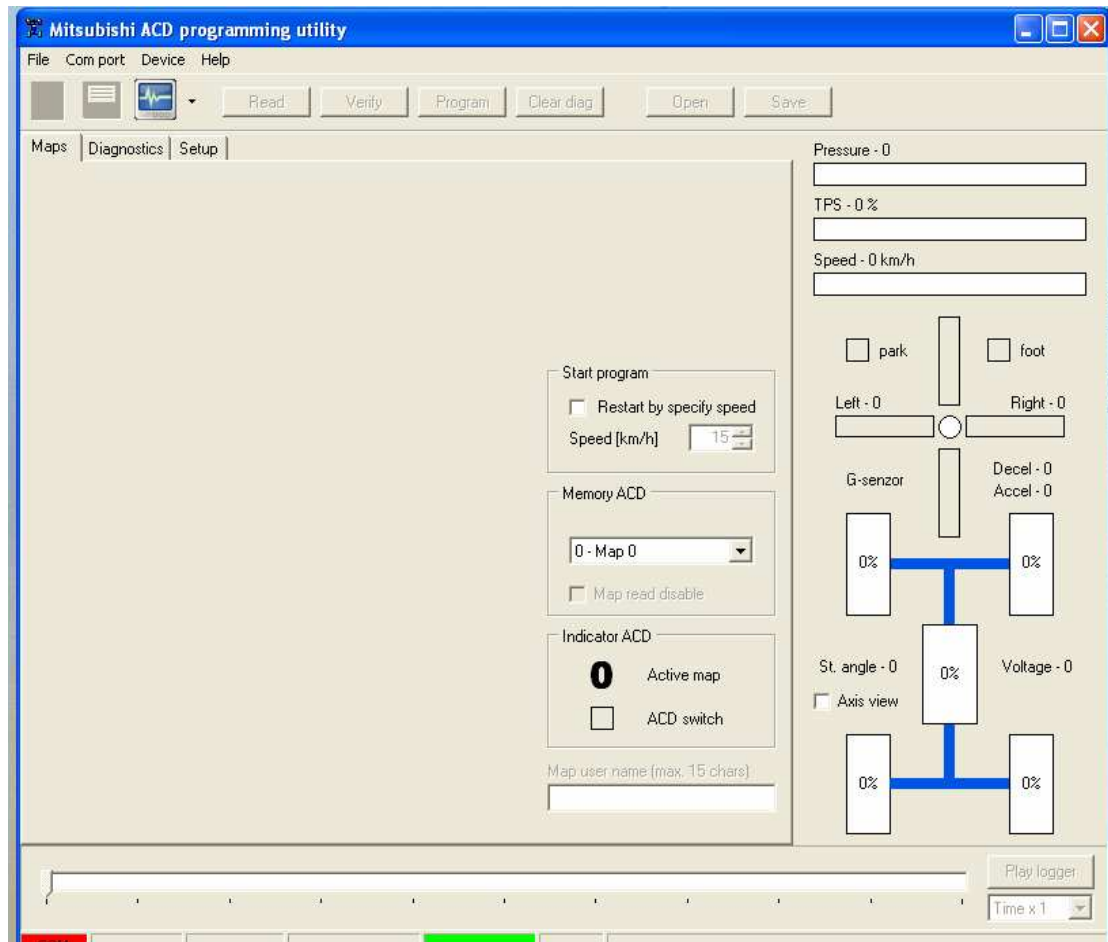 Mitsubishi ACD programming utility
File Com port Device Help
Read Verify Program Clear diag Open Save
Maps Diagnostics Setup
Pressure - 0
TPS - 0 %
Speed - 0 km/h
park foot
Start program
Restart by specify speed
Left - 0 Right - 0
Speed [km/h] 15
G-senzor
Decel - 0
Accel - 0
Memory ACD
0 - Map 0
0% 0%
Map read disable
Indicator ACD
0 Active map
St. angle - 0 0% Voltage - 0
Axis view
ACD switch
Map user name (max. 15 chars)
0% 0%
Play logger
Time x 1